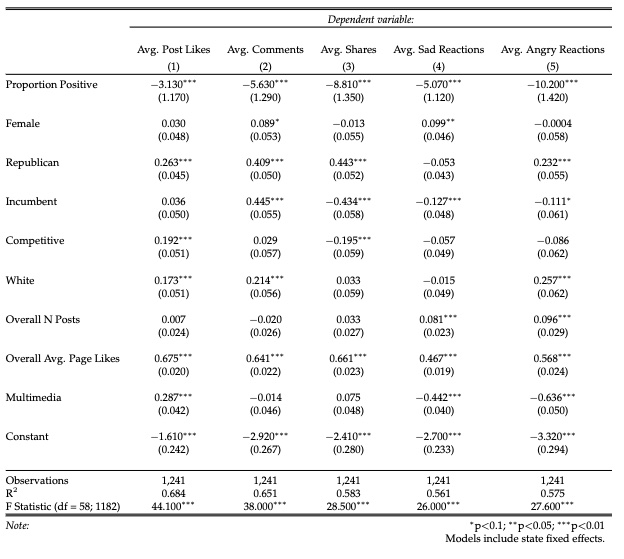 Dependent variable:
Avg. Post Likes Avg. Comments Avg. Shares Avg. Sad Reactions Avg. Angry Reactions
(1) (2) (3) (4) (5)
Proportion Positive −3.130*** −5.630*** −8.810*** −5.070*** −10.200***
(1.170) (1.290) (1.350) (1.120) (1.420)
Female 0.030 0.089* −0.013 0.099** −0.0004
(0.048) (0.053) (0.055) (0.046) (0.058)
Republican 0.263*** 0.409*** 0.443*** −0.053 0.232***
(0.045) (0.050) (0.052) (0.043) (0.055)
Incumbent 0.036 0.445*** −0.434*** −0.127*** −0.111*
(0.050) (0.055) (0.058) (0.048) (0.061)
Competitive 0.192*** 0.029 −0.195*** −0.057 −0.086
(0.051) (0.057) (0.059) (0.049) (0.062)
White 0.173*** 0.214*** 0.033 −0.015 0.257***
(0.051) (0.056) (0.059) (0.049) (0.062)
Overall N Posts 0.007 −0.020 0.033 0.081*** 0.096***
(0.024) (0.026) (0.027) (0.023) (0.029)
Overall Avg. Page Likes 0.675*** 0.641*** 0.661*** 0.467*** 0.568***
(0.020) (0.022) (0.023) (0.019) (0.024)
Multimedia 0.287*** −0.014 0.075 −0.442*** −0.636***
(0.042) (0.046) (0.048) (0.040) (0.050)
Constant −1.610*** −2.920*** −2.410*** −2.700*** −3.320***
(0.242) (0.267) (0.280) (0.233) (0.294)
Observations 1,241 1,241 1,241 1,241 1,241
R² 0.684 0.651 0.583 0.561 0.575
F Statistic (df = 58; 1182) 44.100*** 38.000*** 28.500*** 26.000*** 27.600***
Note: *p<0.1; **p<0.05; ***p<0.01
Models include state fixed effects.